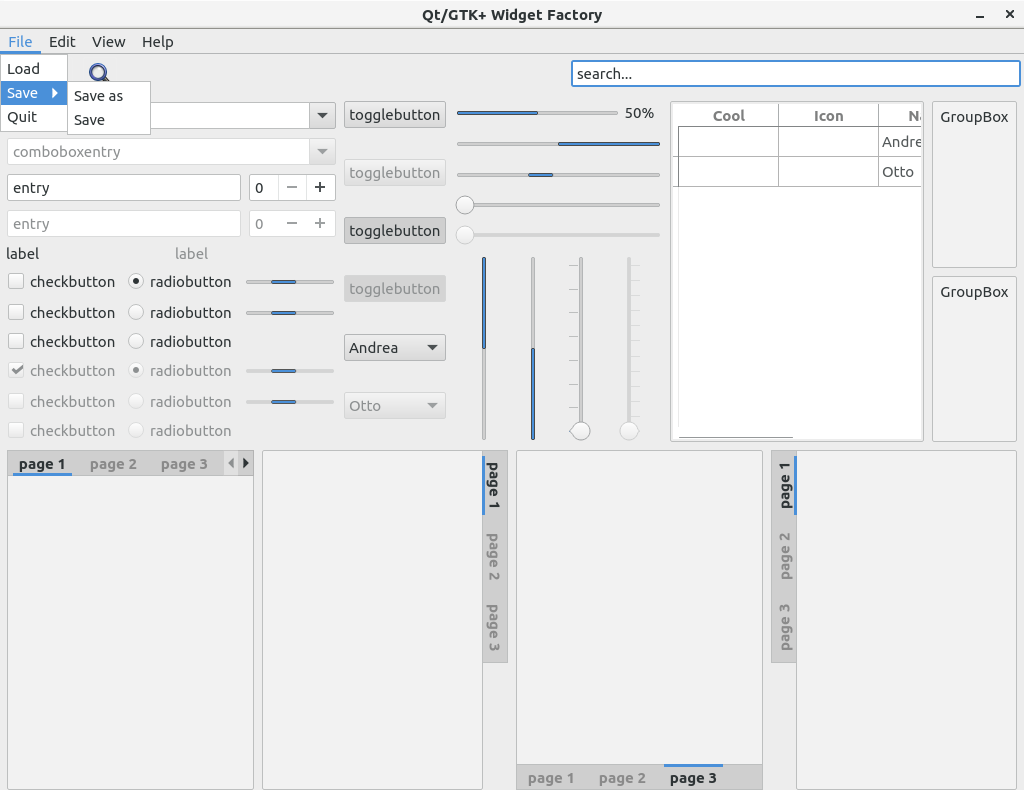 Qt/GTK+ Widget Factory
File Edit View Help
Load
Save
Quit
Save as
Save
search...
comboboxentry
entry
0
entry
0
label
label
checkbutton radiobutton
checkbutton radiobutton
checkbutton radiobutton
checkbutton radiobutton
checkbutton radiobutton
checkbutton radiobutton
togglebutton
togglebutton
togglebutton
togglebutton
Andrea
Otto
50%
Cool Icon
Andre
Otto
GroupBox
GroupBox
page 1 page 2 page 3
page 1
page 2
page 3
page 1 page 2 page 3
page 1
page 2
page 3